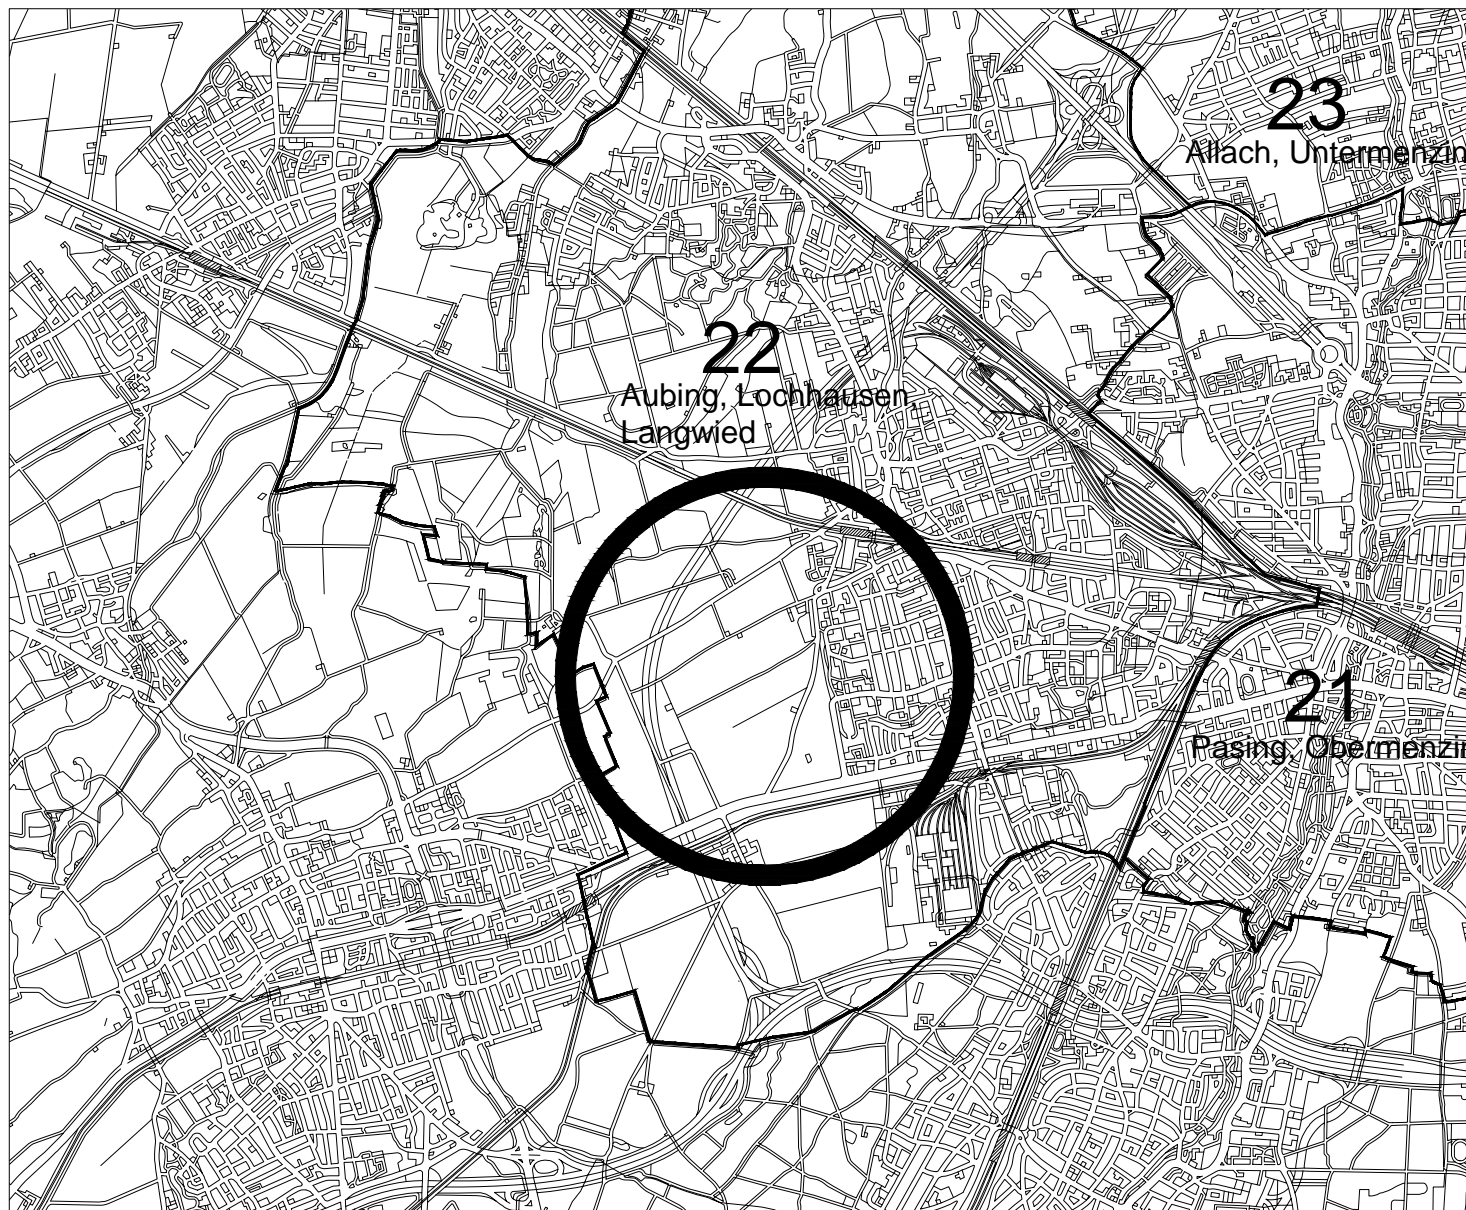 23
Allach, Untermenzin
22
Aubing, Lochhausen,
Langwied
21
Pasing, Obermenzin